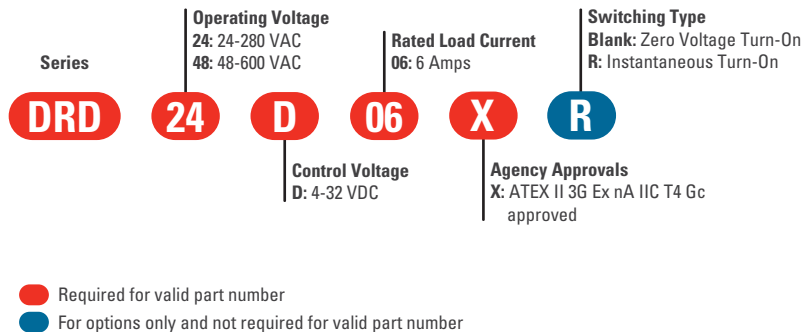 Operating Voltage
24: 24-280 VAC
48: 48-600 VAC
Rated Load Current
06: 6 Amps
Switching Type
Blank: Zero Voltage Turn-On
R: Instantaneous Turn-On
Series
DRD 24 D 06 X R
Control Voltage
D: 4-32 VDC
Agency Approvals
X: ATEX II 3G Ex nA IIC T4 Gc
approved
Required for valid part number
For options only and not required for valid part number